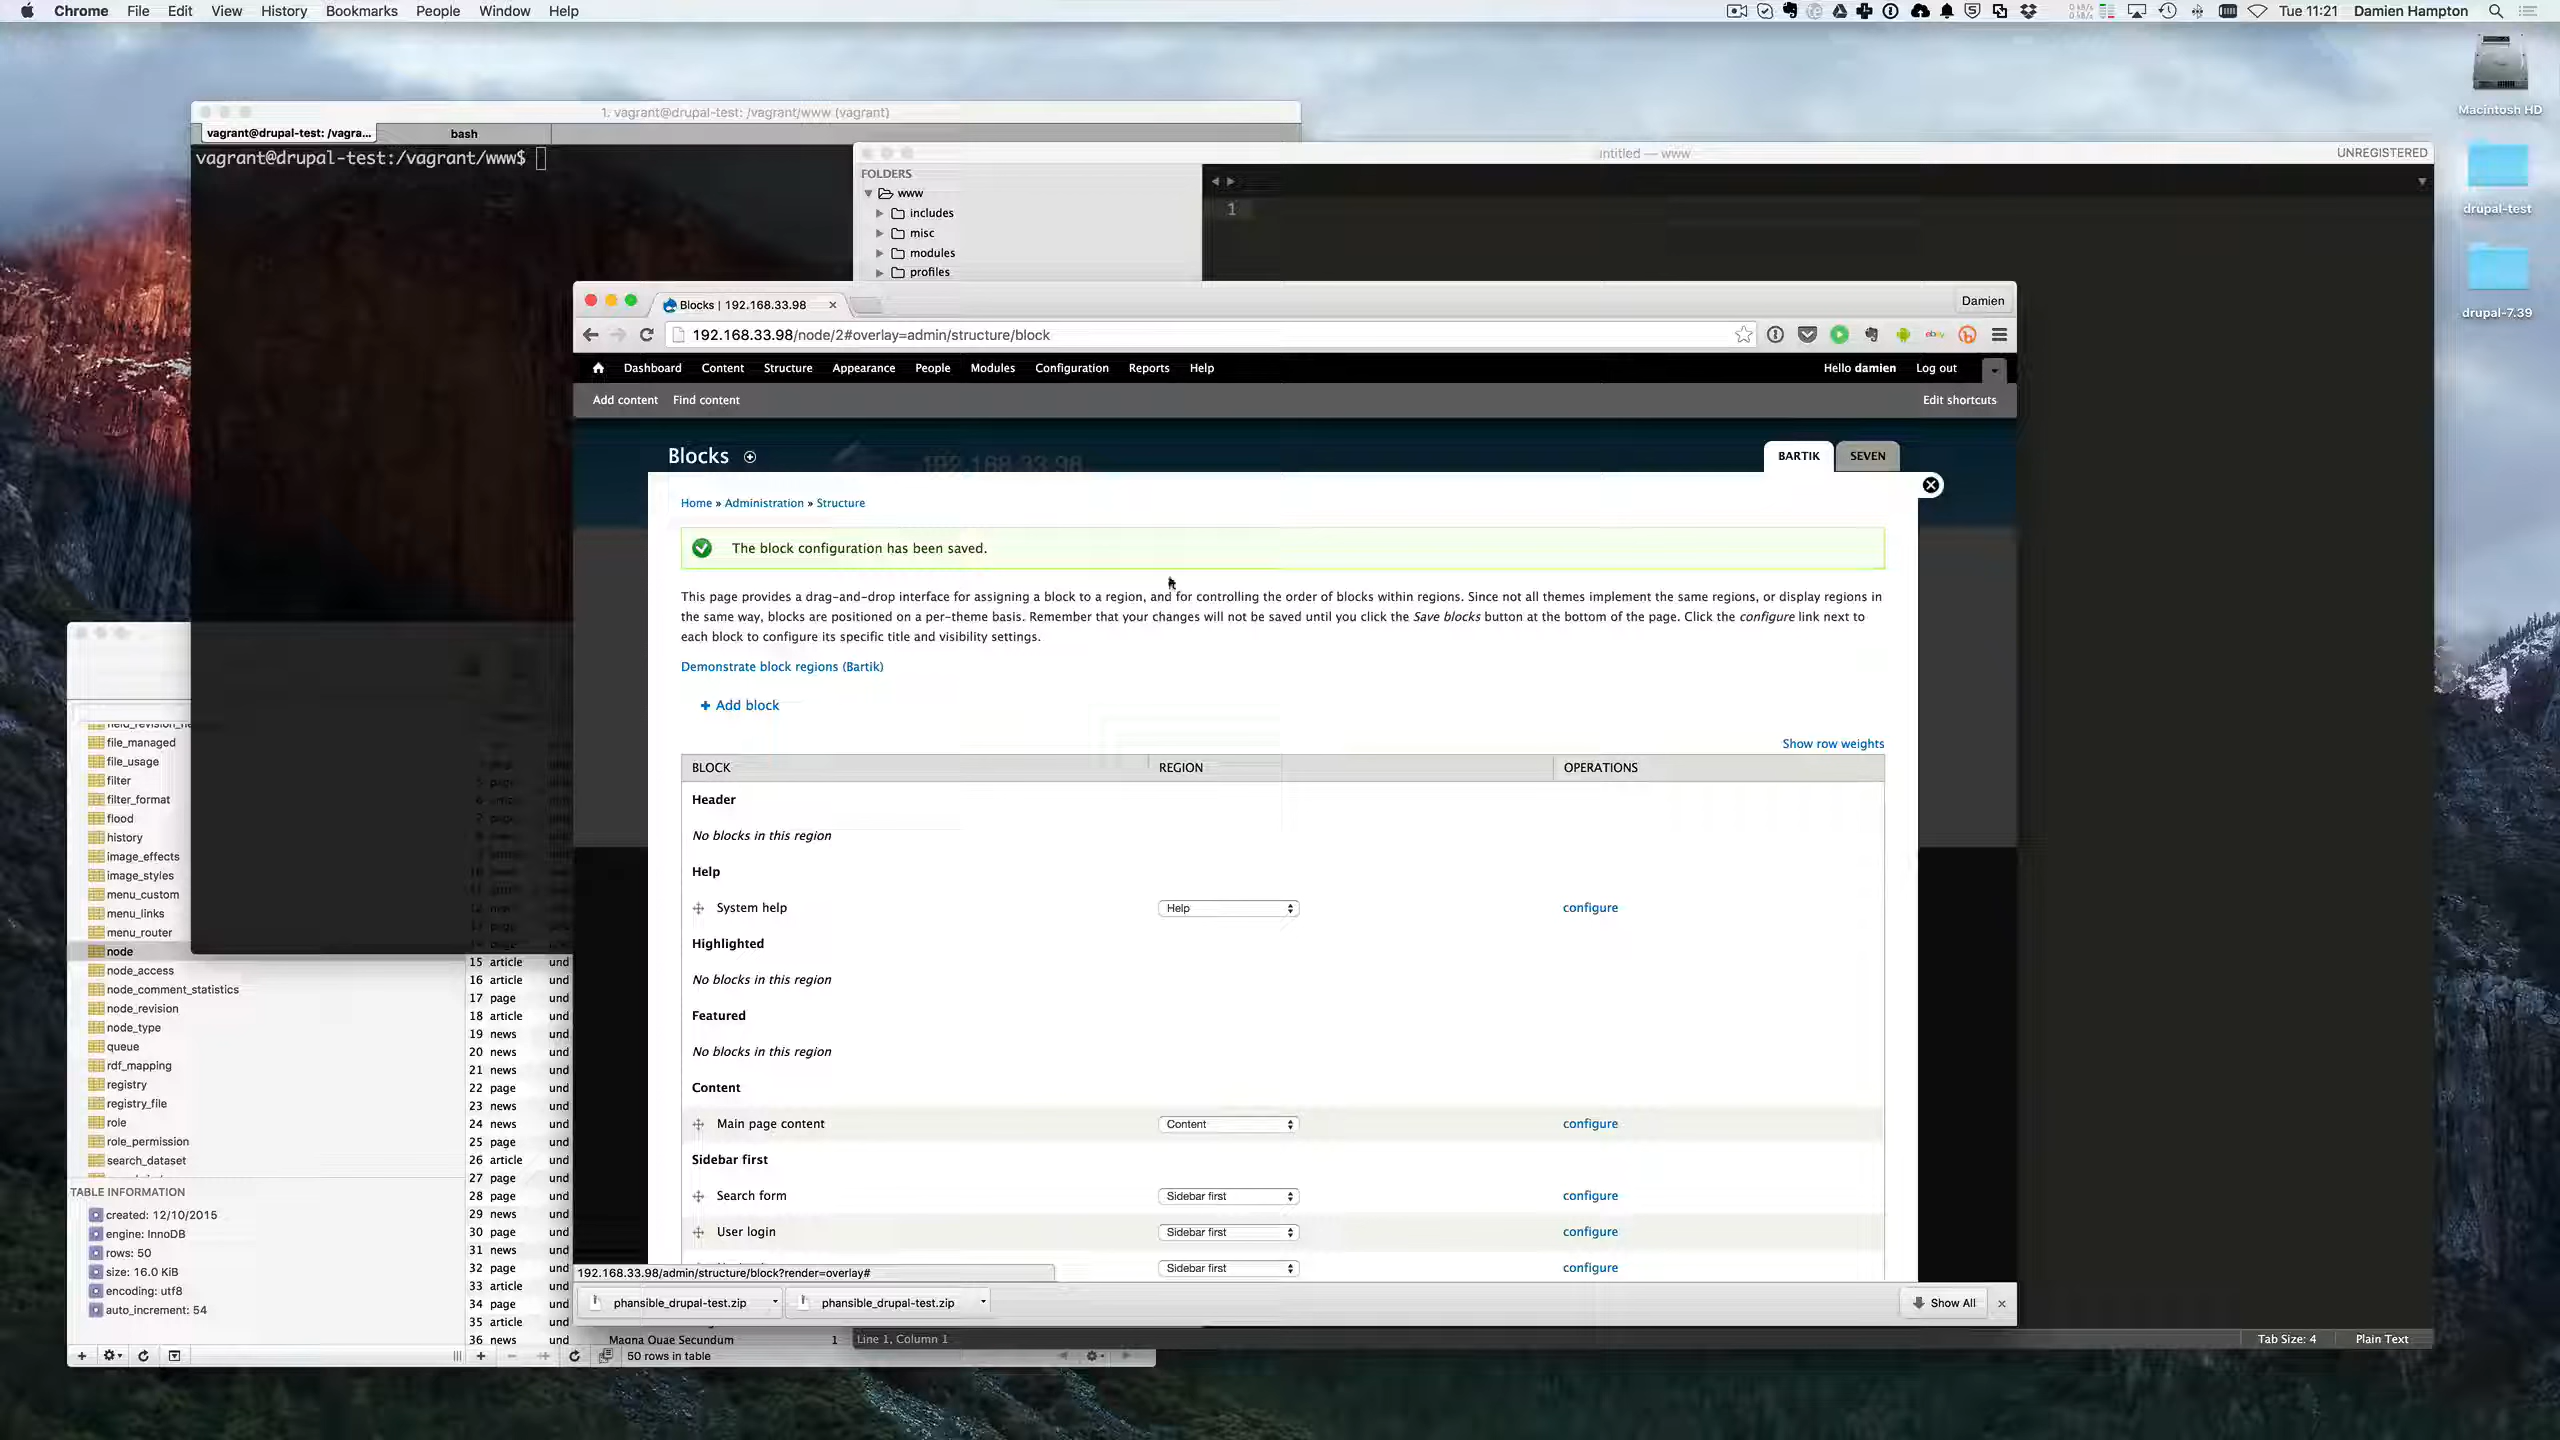 Chrome File Edit View History Bookmarks People Window Help
Tue 11:21 Damien Hampton
Macintosh HD
drupal-test
drupal-7.39
1. vagrant@drupal-test: /vagrant/www (vagrant)
vagrant@drupal-test: /vagra... bash
vagrant@drupal-test:/vagrant/www$
ntitled — www UNREGISTERED
FOLDERS
www
includes
misc
modules
profiles
1
Blocks | 192.168.33.98
Damien
192.168.33.98/node/2#overlay=admin/structure/block
Dashboard Content Structure Appearance People Modules Configuration Reports Help Hello damien Log out
Add content Find content Edit shortcuts
Blocks BARTIK SEVEN
Home » Administration » Structure
The block configuration has been saved.
This page provides a drag-and-drop interface for assigning a block to a region, and for controlling the order of blocks within regions. Since not all themes implement the same regions, or display regions in
the same way, blocks are positioned on a per-theme basis. Remember that your changes will not be saved until you click the Save blocks button at the bottom of the page. Click the configure link next to
each block to configure its specific title and visibility settings.
Demonstrate block regions (Bartik)
Add block
Show row weights
BLOCK REGION OPERATIONS
Header
No blocks in this region
Help
System help Help configure
Highlighted
No blocks in this region
Featured
No blocks in this region
Content
Main page content Content configure
Sidebar first
Search form Sidebar first configure
User login Sidebar first configure
Sidebar first configure
192.168.33.98/admin/structure/block?render=overlay#
phansible_drupal-test.zip phansible_drupal-test.zip Show All
Line 1, Column 1 Tab Size: 4 Plain Text
file_managed
file_usage
filter
filter_format
flood
history
image_effects
image_styles
menu_custom
menu_links
menu_router
node
node_access
node_comment_statistics
node_revision
node_type
queue
rdf_mapping
registry
registry_file
role
role_permission
search_dataset
TABLE INFORMATION
created: 12/10/2015
engine: InnoDB
rows: 50
size: 16.0 KiB
encoding: utf8
auto_increment: 54
15 article und
16 article und
17 page und
18 article und
19 news und
20 news und
21 news und
22 page und
23 news und
24 news und
25 page und
26 article und
27 page und
28 page und
29 news und
30 page und
31 news und
32 page und
33 article und
34 page und
35 article und
36 news und Magna Quae Secundum 1
50 rows in table